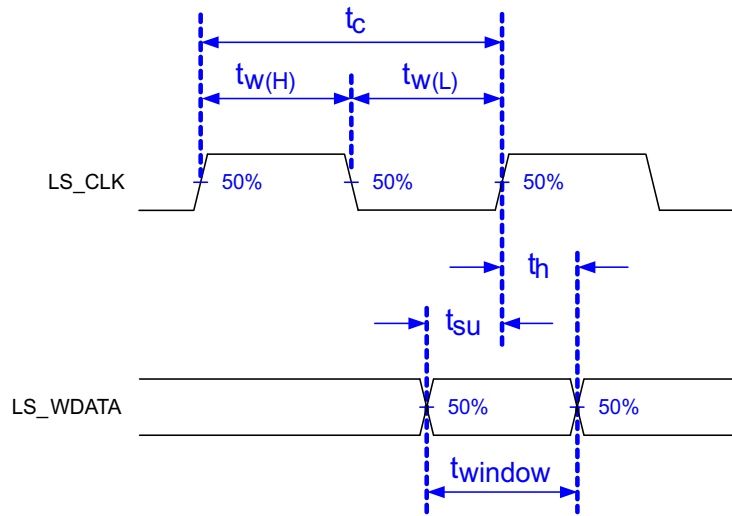 tc
tw(H) tw(L)
LS_CLK 50% 50% 50%
th
tsu
LS_WDATA 50% 50%
twindow